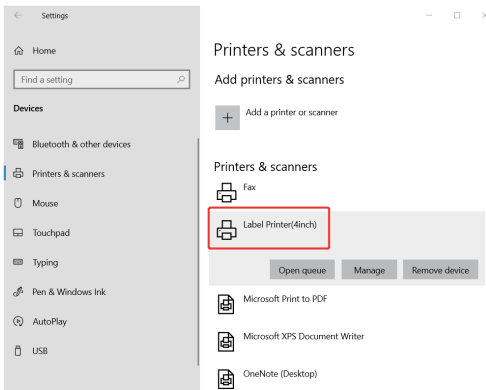 Settings
Home
Find a setting
Devices
Bluetooth & other devices
Printers & scanners
Mouse
Touchpad
Typing
Pen & Windows Ink
AutoPlay
USB
Printers & scanners
Add printers & scanners
Add a printer or scanner
Printers & scanners
Fax
Label Printer(4inch)
Open queue Manage Remove device
Microsoft Print to PDF
Microsoft XPS Document Writer
OneNote (Desktop)